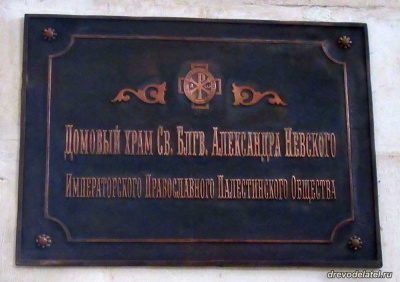 Домовый храм Св. Блгв. Александра Невского
Императорского Православного Палестинского Общества
drevodelatel.ru